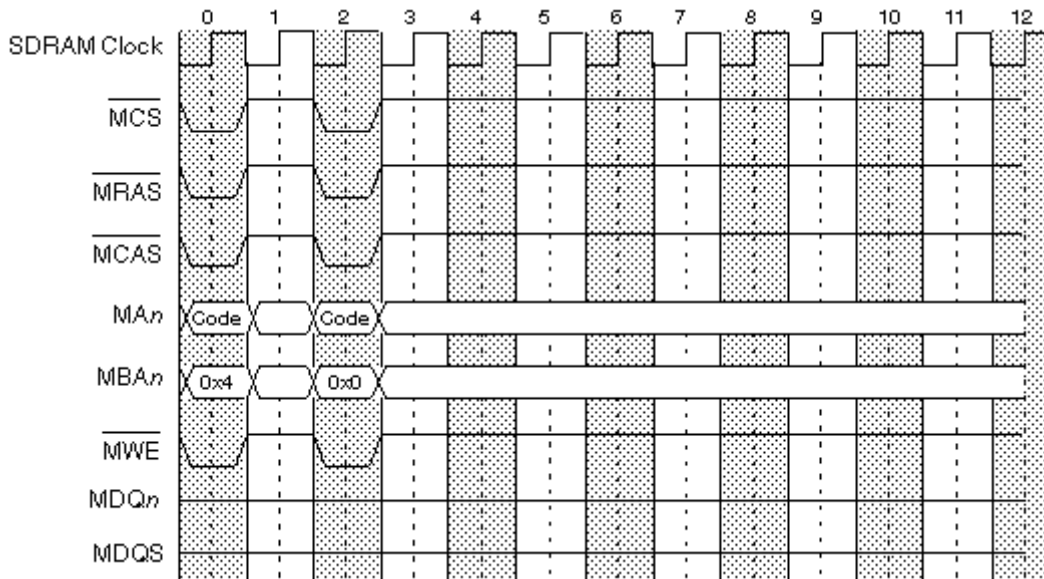 0 1 2 3 4 5 6 7 8 9 10 11 12
SDRAM Clock
MCS
MRAS
MCAS
MAn Code Code
MBAn 0x4 0x0
MWE
MDQn
MDQS